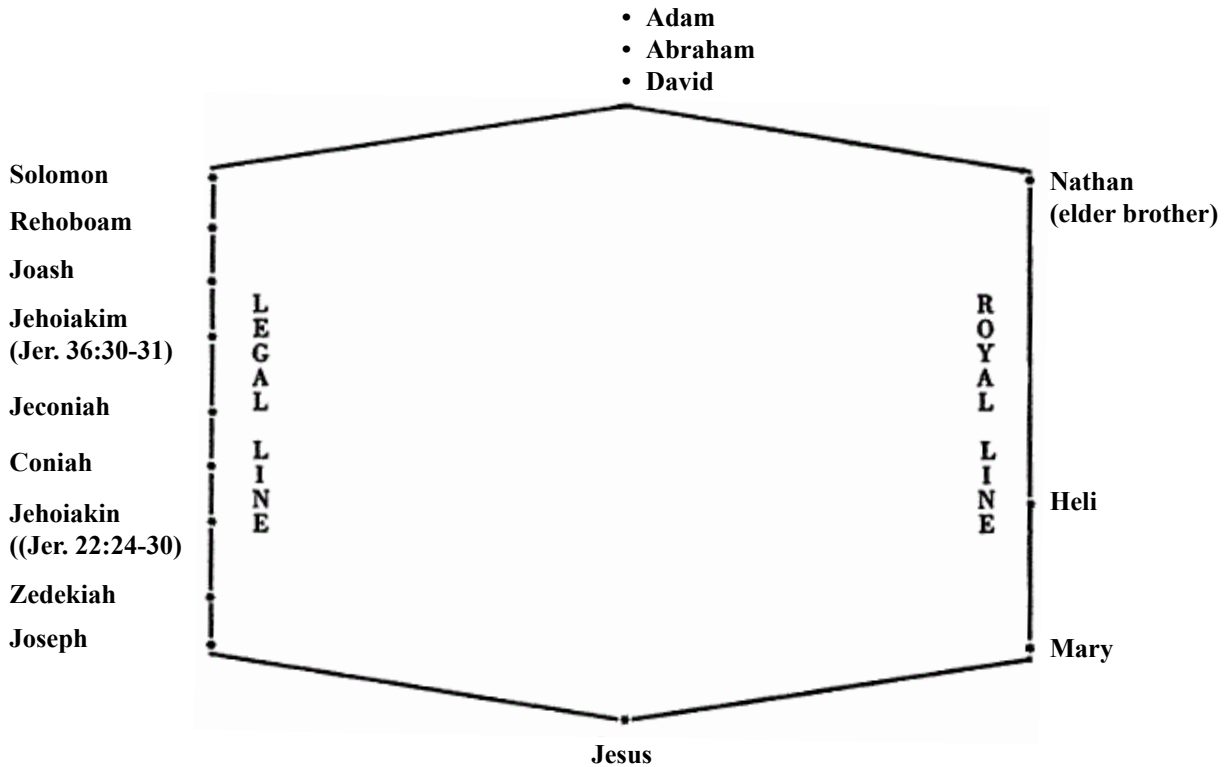 • Adam
• Abraham
• David
Solomon
Rehoboam
Joash
Jehoiakim
(Jer. 36:30-31)
Jeconiah
Coniah
Jehoiakin
((Jer. 22:24-30)
Zedekiah
Joseph
LEGAL LINE
ROYAL LINE
Nathan
(elder brother)
Heli
Mary
Jesus